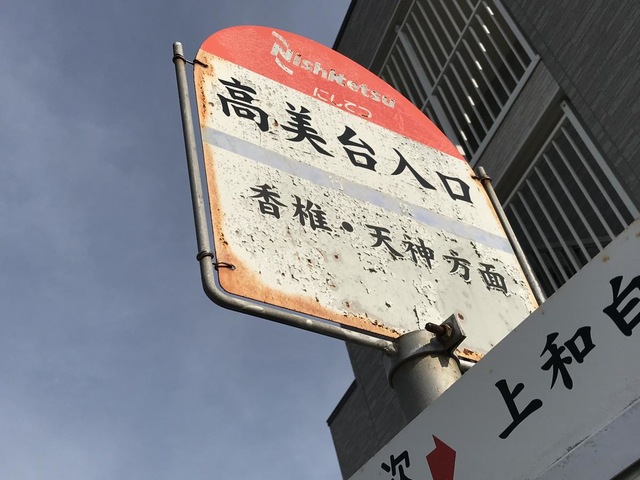 Nishitetsu
にしてつ
高美台入口
香椎・天神方面
次 上和白